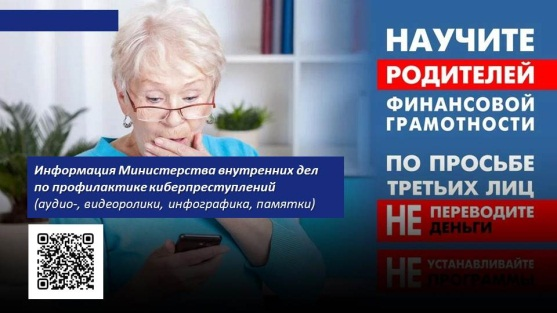 НАУЧИТЕ
РОДИТЕЛЕЙ
ФИНАНСОВОЙ
ГРАМОТНОСТИ
ПО ПРОСЬБЕ
ТРЕТЬИХ ЛИЦ
НЕ ПЕРЕВОДИТЕ
ДЕНЬГИ
НЕ УСТАНАВЛИВАЙТЕ
ПРОГРАММЫ
Информация Министерства внутренних дел
по профилактике киберпреступлений
(аудио-, видеоролики, инфографика, памятки)